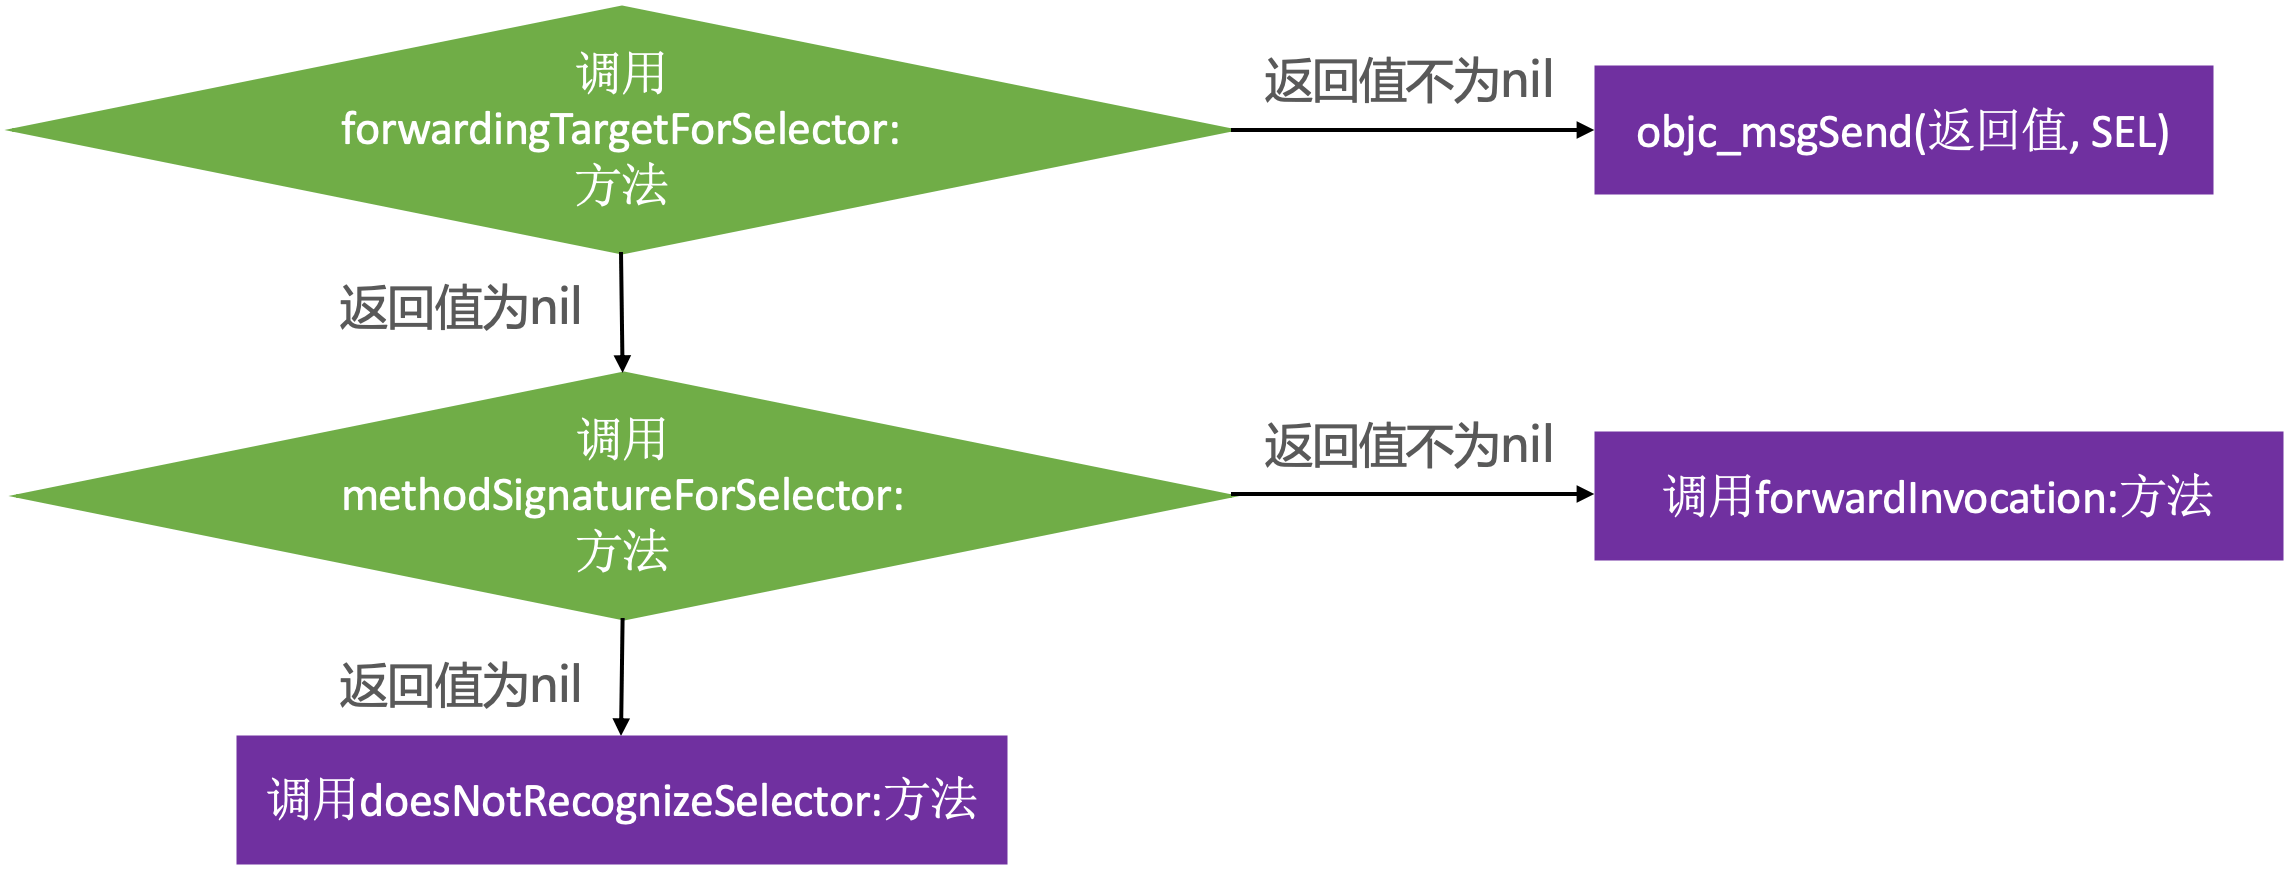 调用
forwardingTargetForSelector:
方法
返回值不为nil
objc_msgSend(返回值, SEL)
返回值为nil
调用
methodSignatureForSelector:
方法
返回值不为nil
调用forwardInvocation:方法
返回值为nil
调用doesNotRecognizeSelector:方法